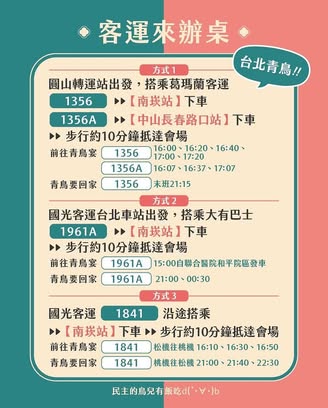 客運來辦桌
台北青鳥!!
方式1
圓山轉運站出發，搭乘葛瑪蘭客運
1356 ▸▸【南崁站】下車
1356A ▸▸【中山長春路口站】下車
▸▸ 步行約10分鐘抵達會場
前往青鳥宴 1356 16:00、16:20、16:40、
17:00、17:20
1356A 16:07、16:37、17:07
青鳥要回家 1356 末班21:15
方式2
國光客運台北車站出發，搭乘大有巴士
1961A ▸▸【南崁站】下車
▸▸ 步行約10分鐘抵達會場
前往青鳥宴 1961A 15:00自聯合醫院和平院區發車
青鳥要回家 1961A 21:00、00:30
方式3
國光客運 1841 沿途搭乘
▸▸【南崁站】下車 ▸▸ 步行約10分鐘抵達會場
前往青鳥宴 1841 松機往桃機 16:10、16:30、16:50
青鳥要回家 1841 桃機往松機 21:00、21:40、22:30
民主的鳥兒有飯吃d(`･∀･)b